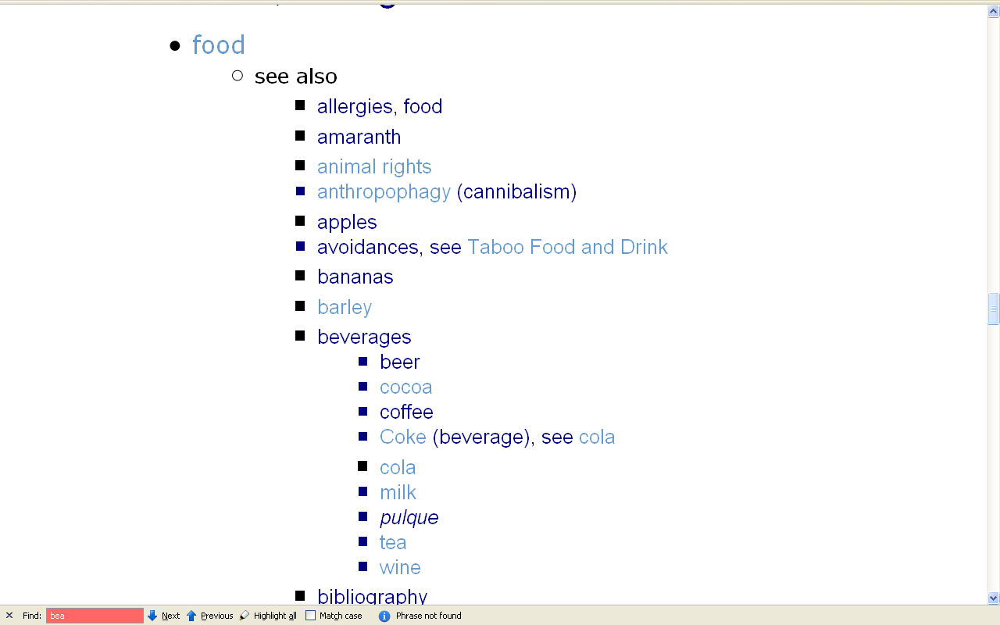 food
see also
allergies, food
amaranth
animal rights
anthropophagy (cannibalism)
apples
avoidances, see Taboo Food and Drink
bananas
barley
beverages
beer
cocoa
coffee
Coke (beverage), see cola
cola
milk
pulque
tea
wine
bibliography
Find: bea Next Previous Highlight all Match case Phrase not found